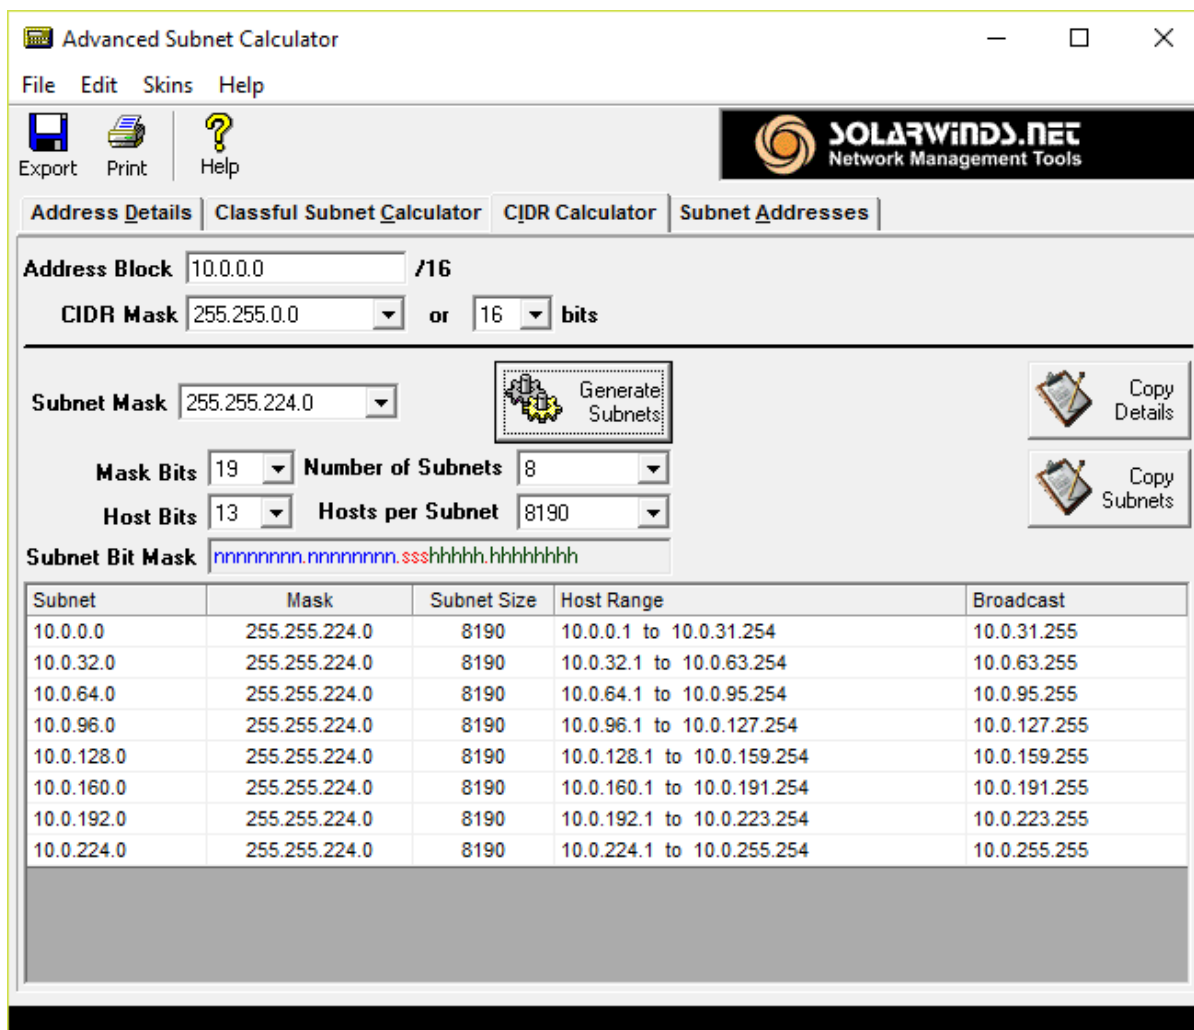 Advanced Subnet Calculator
File Edit Skins Help
Export Print Help
SOLARWINDS.NET
Network Management Tools
Address Details Classful Subnet Calculator CIDR Calculator Subnet Addresses
Address Block 10.0.0.0 /16
CIDR Mask 255.255.0.0 or 16 bits
Subnet Mask 255.255.224.0
Generate
Subnets
Copy
Details
Mask Bits 19 Number of Subnets 8
Host Bits 13 Hosts per Subnet 8190
Copy
Subnets
Subnet Bit Mask nnnnnnnn.nnnnnnnn.ssshhhhh.hhhhhhhh
Subnet Mask Subnet Size Host Range Broadcast
10.0.0.0 255.255.224.0 8190 10.0.0.1 to 10.0.31.254 10.0.31.255
10.0.32.0 255.255.224.0 8190 10.0.32.1 to 10.0.63.254 10.0.63.255
10.0.64.0 255.255.224.0 8190 10.0.64.1 to 10.0.95.254 10.0.95.255
10.0.96.0 255.255.224.0 8190 10.0.96.1 to 10.0.127.254 10.0.127.255
10.0.128.0 255.255.224.0 8190 10.0.128.1 to 10.0.159.254 10.0.159.255
10.0.160.0 255.255.224.0 8190 10.0.160.1 to 10.0.191.254 10.0.191.255
10.0.192.0 255.255.224.0 8190 10.0.192.1 to 10.0.223.254 10.0.223.255
10.0.224.0 255.255.224.0 8190 10.0.224.1 to 10.0.255.254 10.0.255.255